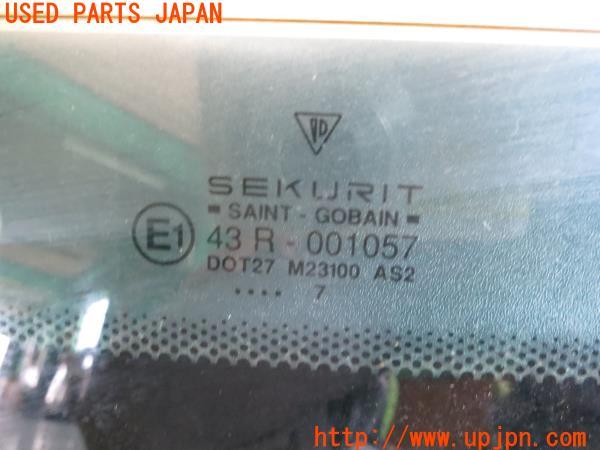 USED PARTS JAPAN
SEKURIT
SAINT - GOBAIN
E1
43 R - 001057
DOT27 M23100 AS2
.... 7
http://www.upjpn.com